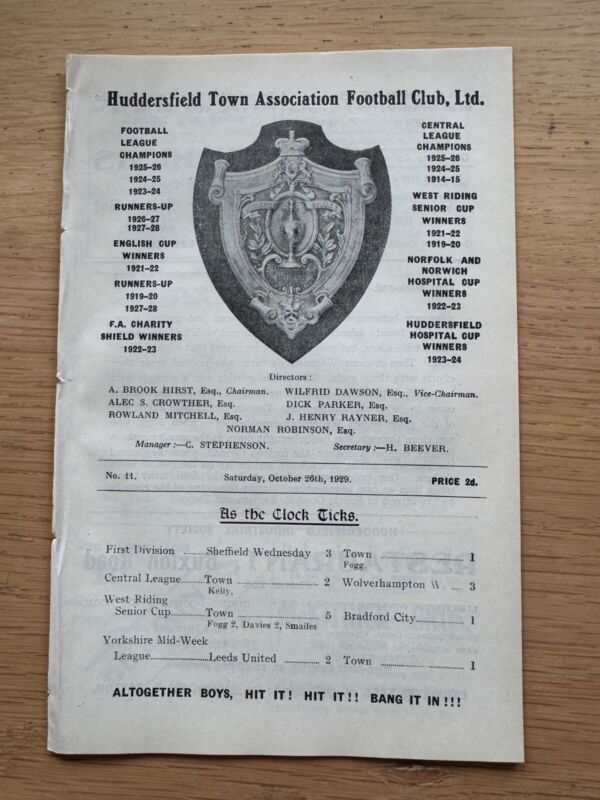 Huddersfield Town Association Football Club, Ltd.
FOOTBALL
LEAGUE
CHAMPIONS
1925-26
1924-25
1923-24
RUNNERS-UP
1926-27
1927-28
ENGLISH CUP
WINNERS
1921-22
RUNNERS-UP
1919-20
1927-28
F.A. CHARITY
SHIELD WINNERS
1922-23
CENTRAL
LEAGUE
CHAMPIONS
1925-26
1924-25
1914-15
WEST RIDING
SENIOR CUP
WINNERS
1921-22
1919-20
NORFOLK AND
NORWICH
HOSPITAL CUP
WINNERS
1922-23
HUDDERSFIELD
HOSPITAL CUP
WINNERS
1923-24
Directors :
A. BROOK HIRST, Esq., Chairman. WILFRID DAWSON, Esq., Vice-Chairman.
ALEC S. CROWTHER, Esq. DICK PARKER, Esq.
ROWLAND MITCHELL, Esq. J. HENRY RAYNER, Esq.
NORMAN ROBINSON, Esq.
Manager :—C. STEPHENSON. Secretary :—H. BEEVER.
No. 11. Saturday, October 26th, 1929. PRICE 2d.
As the Clock Ticks.
First Division ......Sheffield Wednesday 3 Town ...... 1
Fogg.
Central League......Town ...... 2 Wolverhampton W. ... 3
Kelly,
West Riding
Senior Cup......Town ...... 5 Bradford City...... 1
Fogg 2, Davies 2, Smailes
Yorkshire Mid-Week
League......Leeds United ...... 2 Town ...... 1
ALTOGETHER BOYS, HIT IT! HIT IT!! BANG IT IN!!!